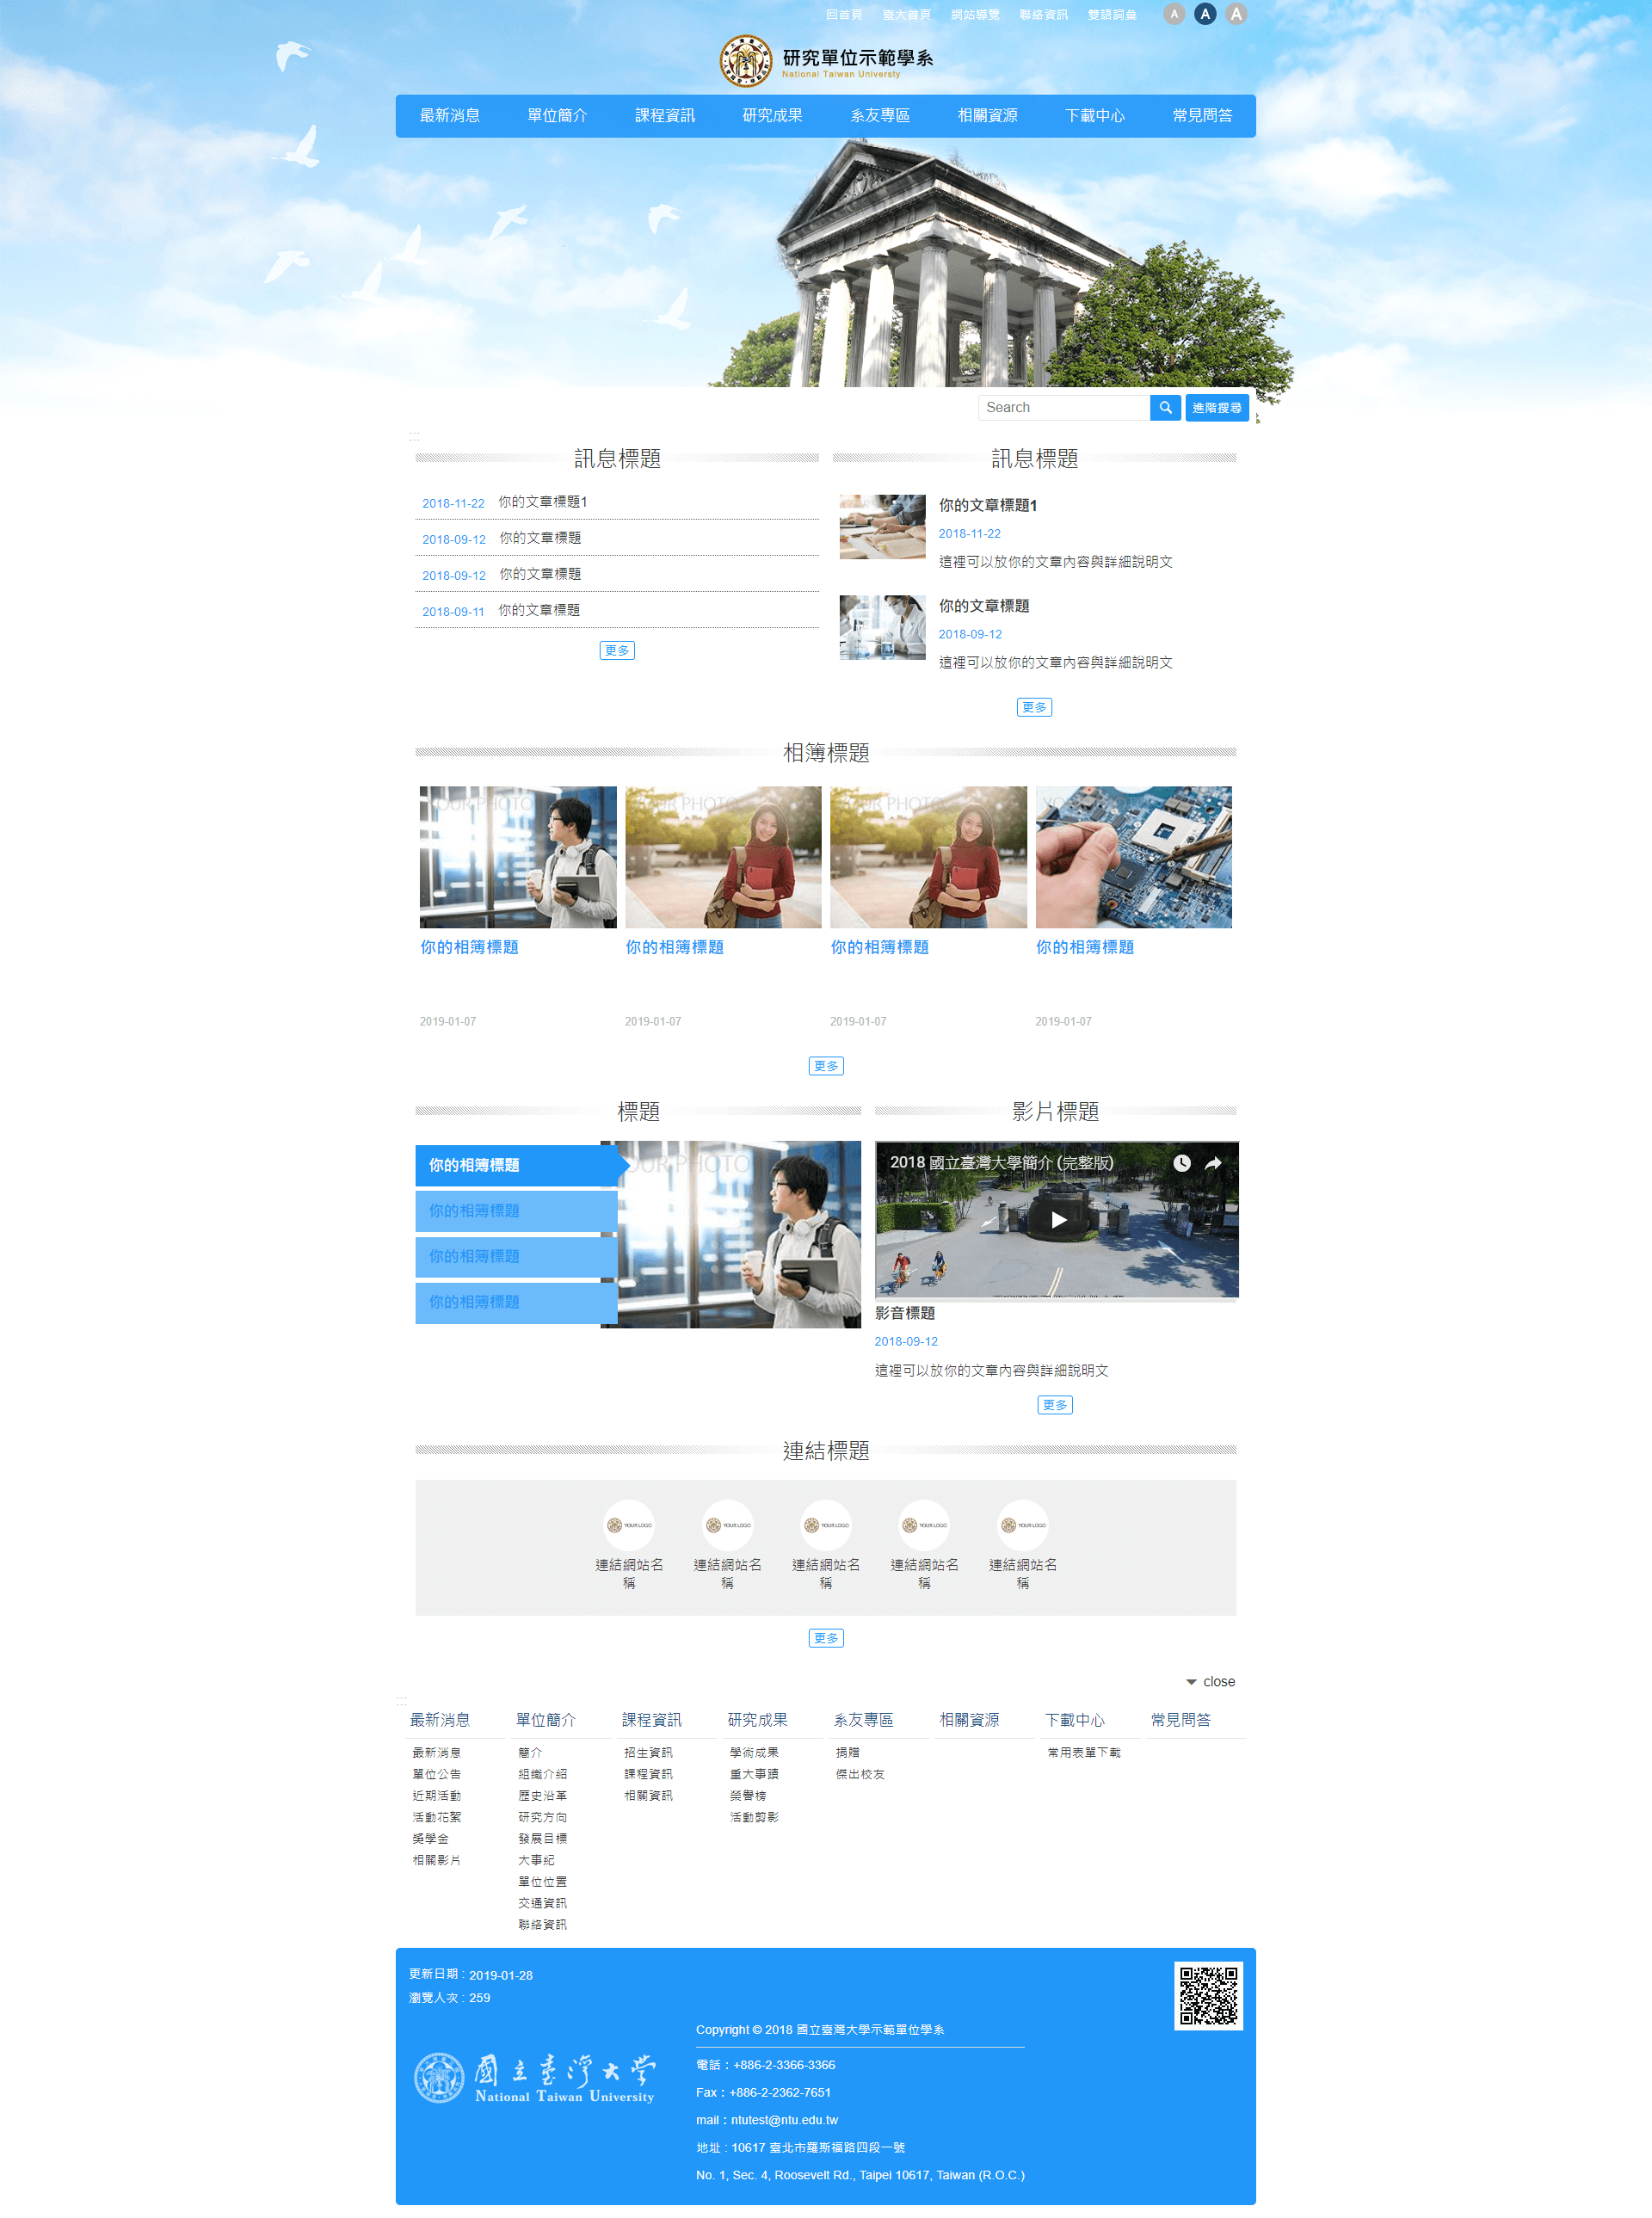 回首頁 臺大首頁 網站導覽 聯絡資訊 雙語詞彙 A A A
研究單位示範學系
National Taiwan University
最新消息 單位簡介 課程資訊 研究成果 系友專區 相關資源 下載中心 常見問答
Search 進階搜尋
:::
訊息標題
2018-11-22 你的文章標題1
2018-09-12 你的文章標題
2018-09-12 你的文章標題
2018-09-11 你的文章標題
更多
訊息標題
你的文章標題1
2018-11-22
這裡可以放你的文章內容與詳細說明文
你的文章標題
2018-09-12
這裡可以放你的文章內容與詳細說明文
更多
相簿標題
YOUR PHOTO
你的相簿標題 你的相簿標題 你的相簿標題 你的相簿標題
2019-01-07 2019-01-07 2019-01-07 2019-01-07
更多
標題
你的相簿標題
你的相簿標題
你的相簿標題
你的相簿標題
影片標題
2018 國立臺灣大學簡介 (完整版)
影音標題
2018-09-12
這裡可以放你的文章內容與詳細說明文
更多
連結標題
YOUR LOGO YOUR LOGO YOUR LOGO YOUR LOGO YOUR LOGO
連結網站名 連結網站名 連結網站名 連結網站名 連結網站名
稱 稱 稱 稱 稱
更多
close
:::
最新消息 單位簡介 課程資訊 研究成果 系友專區 相關資源 下載中心 常見問答
最新消息 簡介 招生資訊 學術成果 捐贈 常用表單下載
單位公告 組織介紹 課程資訊 重大事蹟 傑出校友
近期活動 歷史沿革 相關資訊 榮譽榜
活動花絮 研究方向 活動剪影
獎學金 發展目標
相關影片 大事紀
單位位置
交通資訊
聯絡資訊
更新日期 : 2019-01-28
瀏覽人次 : 259
國立臺灣大學
National Taiwan University
Copyright © 2018 國立臺灣大學示範單位學系
電話：+886-2-3366-3366
Fax：+886-2-2362-7651
mail：ntutest@ntu.edu.tw
地址 : 10617 臺北市羅斯福路四段一號
No. 1, Sec. 4, Roosevelt Rd., Taipei 10617, Taiwan (R.O.C.)